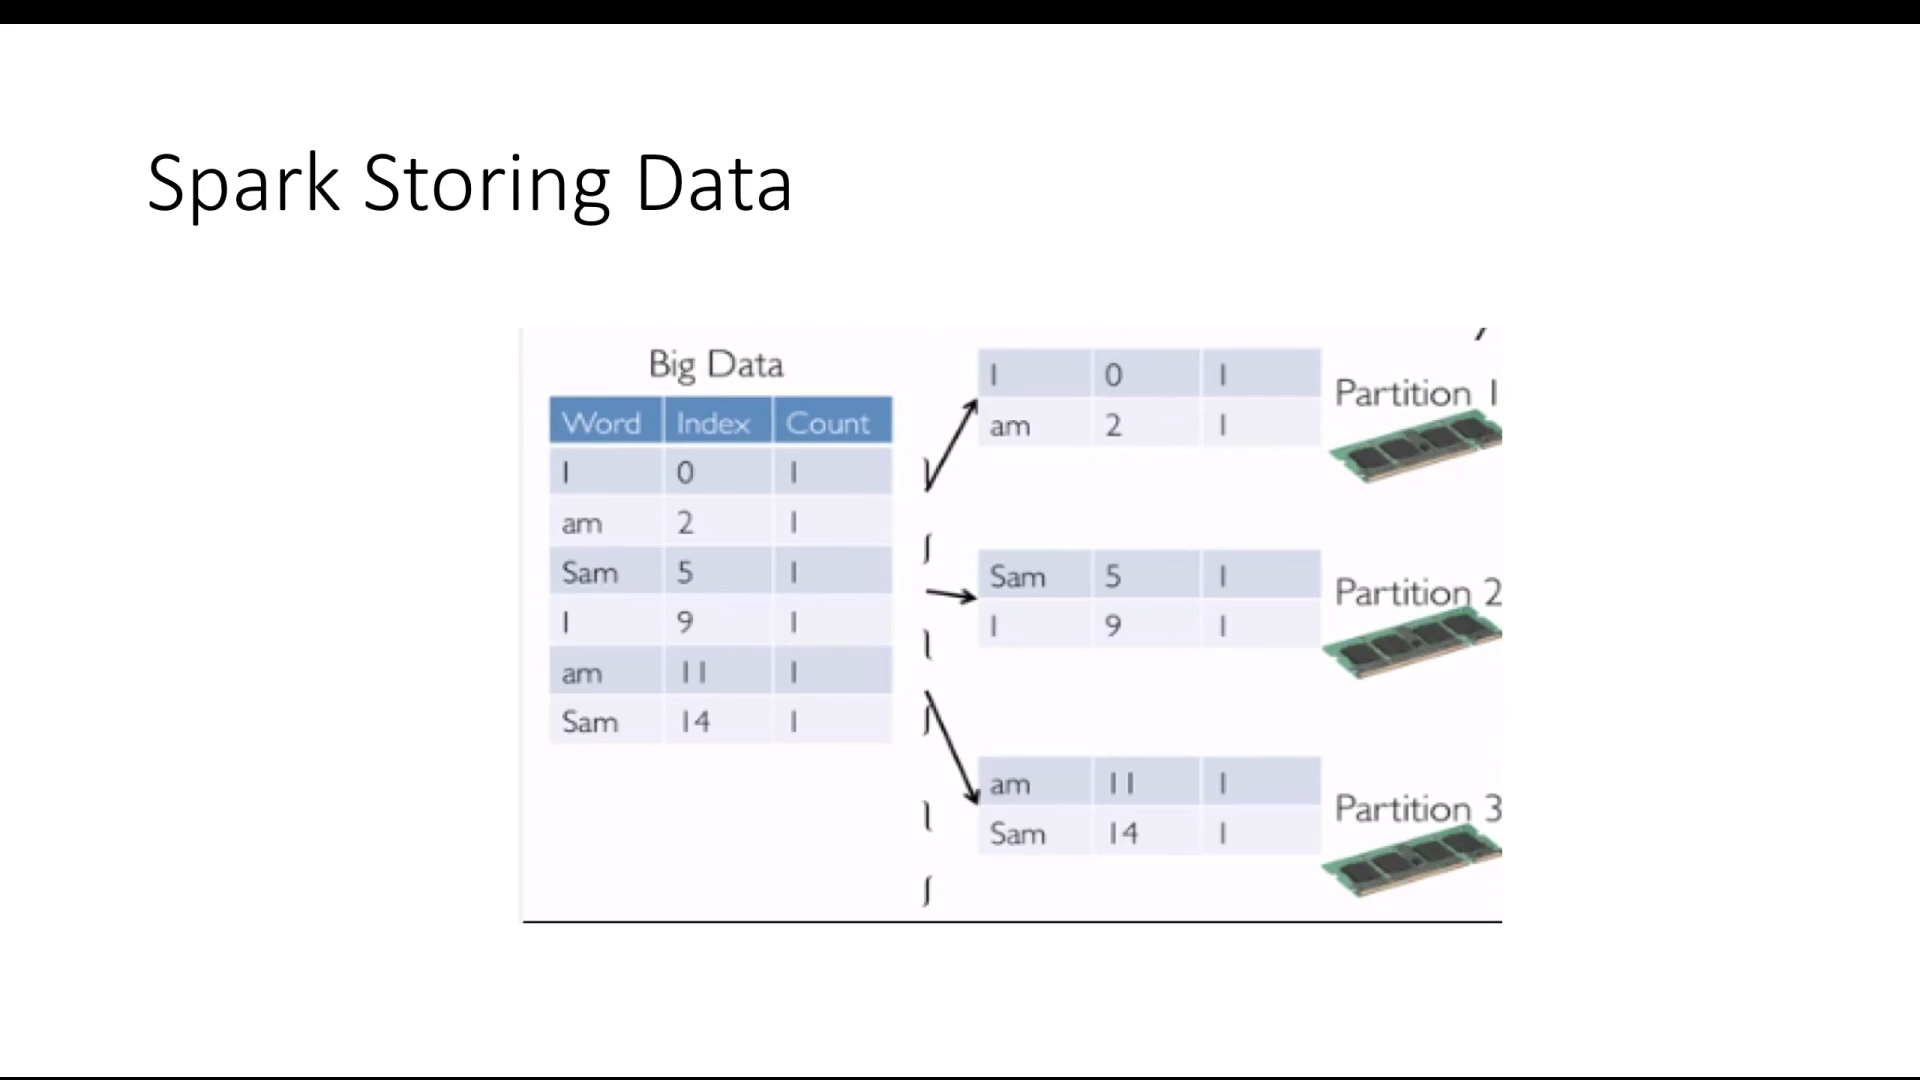 Spark Storing Data
Big Data
Word Index Count
I 0 1
am 2 1
Sam 5 1
I 9 1
am 11 1
Sam 14 1
I 0 1
am 2 1
Partition 1
Sam 5 1
I 9 1
Partition 2
am 11 1
Sam 14 1
Partition 3